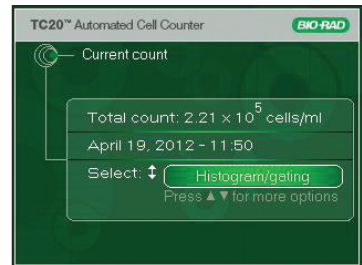 TC20™ Automated Cell Counter BIO-RAD
Current count
Total count: 2.21 x 10⁵ cells/ml
April 19, 2012 - 11:50
Select: ↕ Histogram/gating
Press ▲▼ for more options